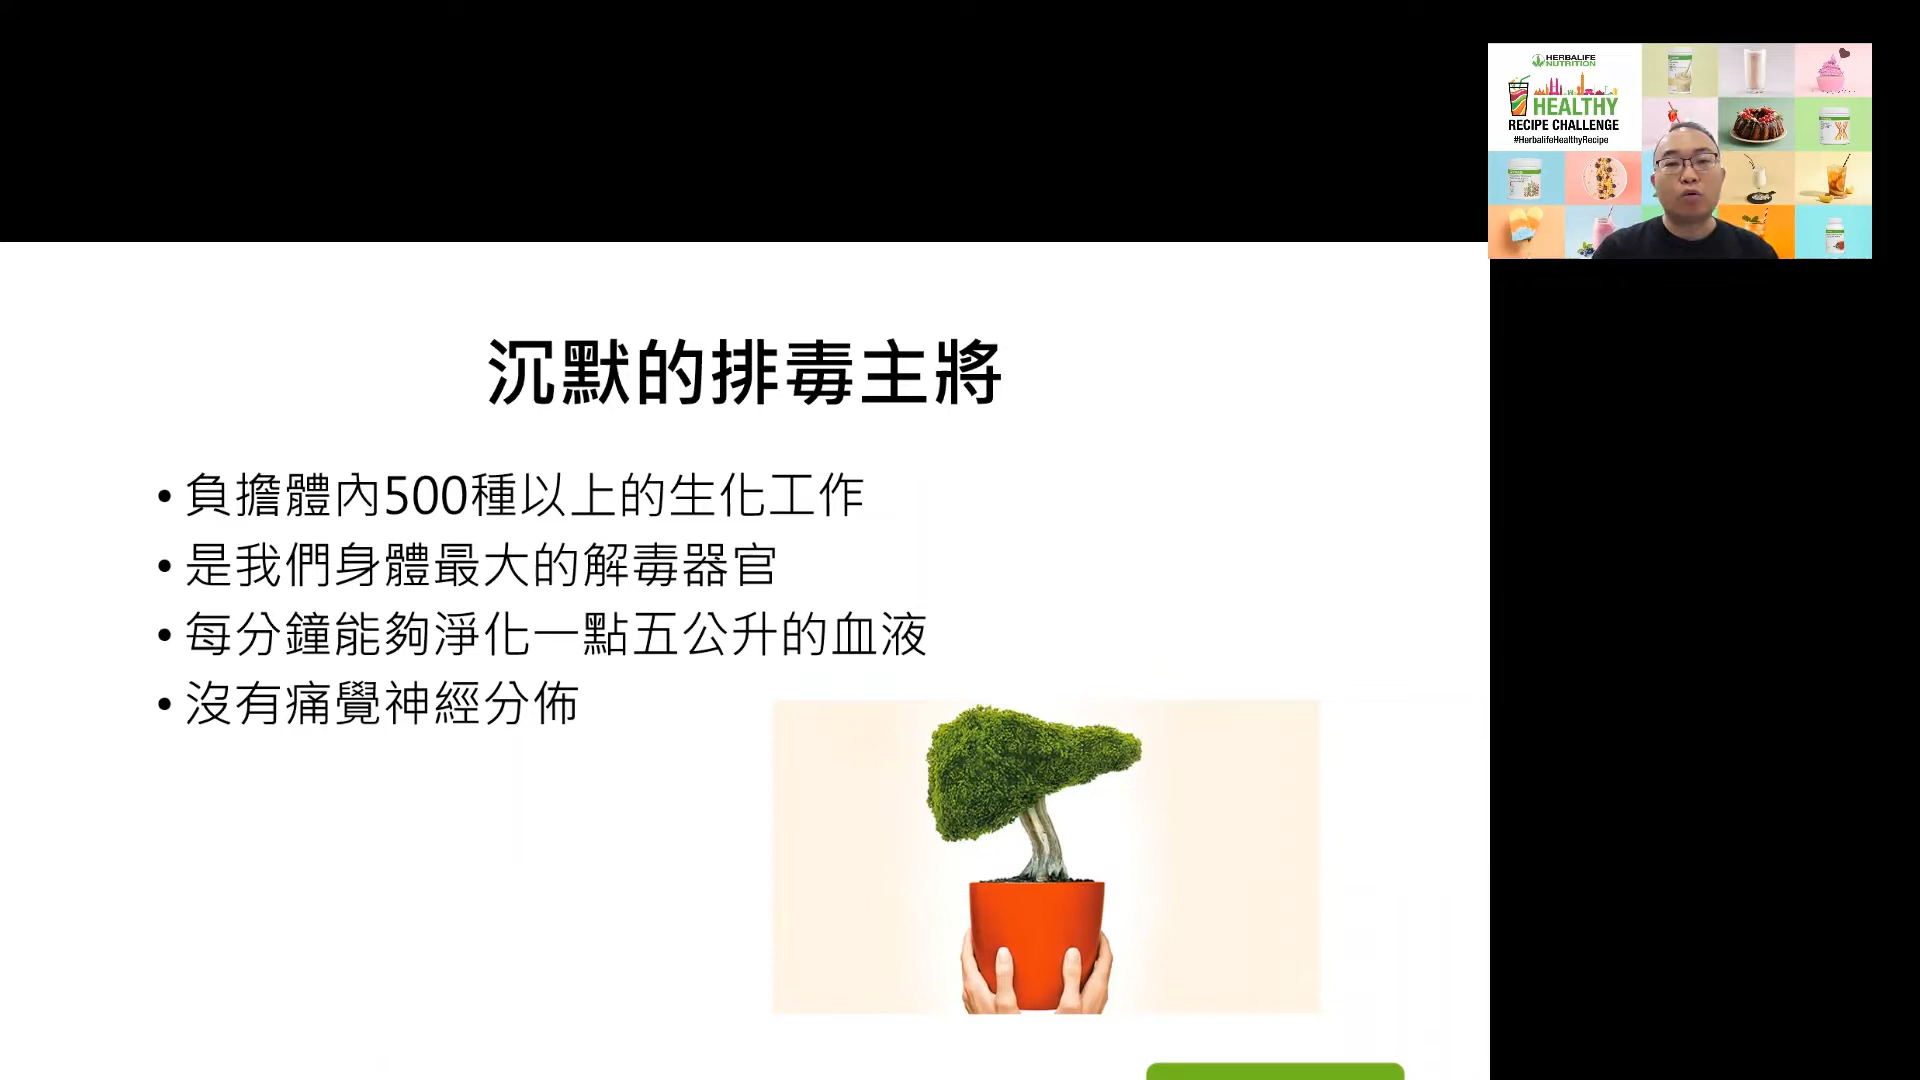 HERBALIFE
NUTRITION
HEALTHY
RECIPE CHALLENGE
#HerbalifeHealthyRecipe
沉默的排毒主將
• 負擔體內500種以上的生化工作
• 是我們身體最大的解毒器官
• 每分鐘能夠淨化一點五公升的血液
• 沒有痛覺神經分佈